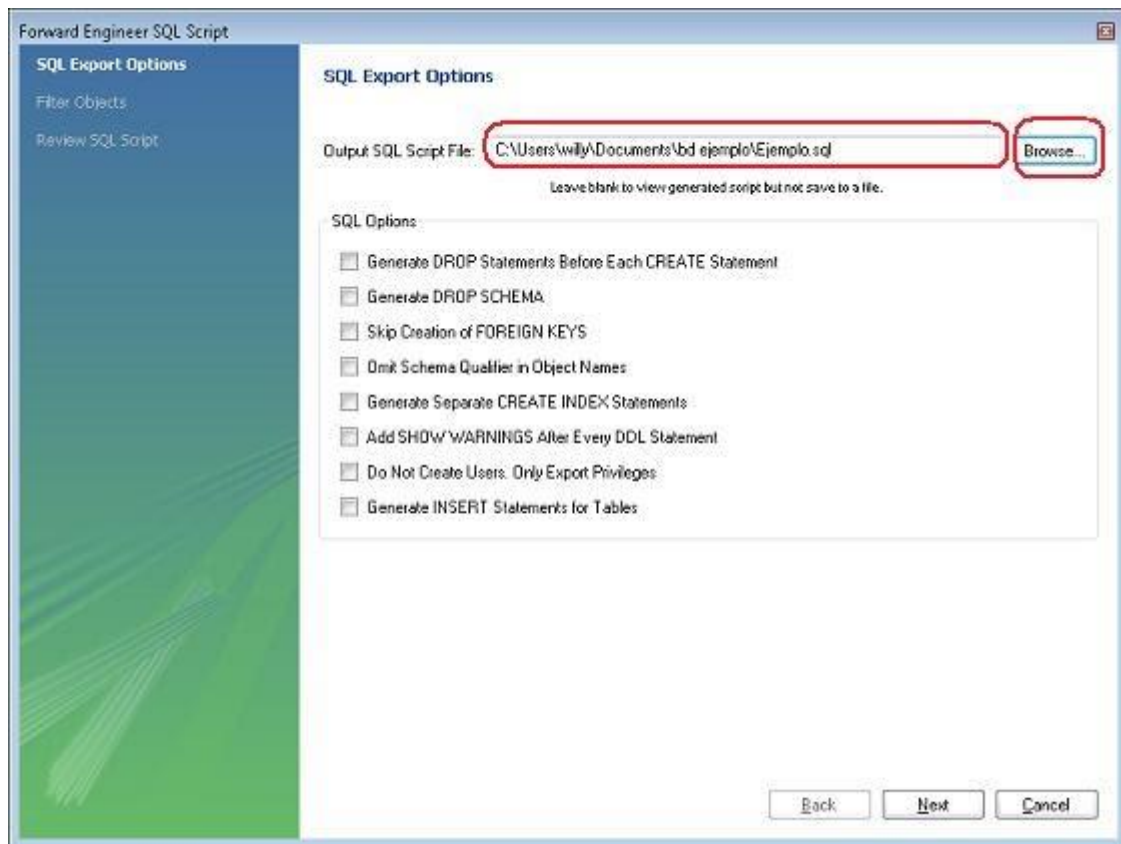 Forward Engineer SQL Script
SQL Export Options
Filter Objects
Review SQL Script
SQL Export Options
Output SQL Script File: C:\Users\willy\Documents\bd ejemplo\Ejemplo.sql Browse...
Leave blank to view generated script but not save to a file.
SQL Options
Generate DROP Statements Before Each CREATE Statement
Generate DROP SCHEMA
Skip Creation of FOREIGN KEYS
Omit Schema Qualifier in Object Names
Generate Separate CREATE INDEX Statements
Add SHOW WARNINGS After Every DDL Statement
Do Not Create Users. Only Export Privileges
Generate INSERT Statements for Tables
Back Next Cancel